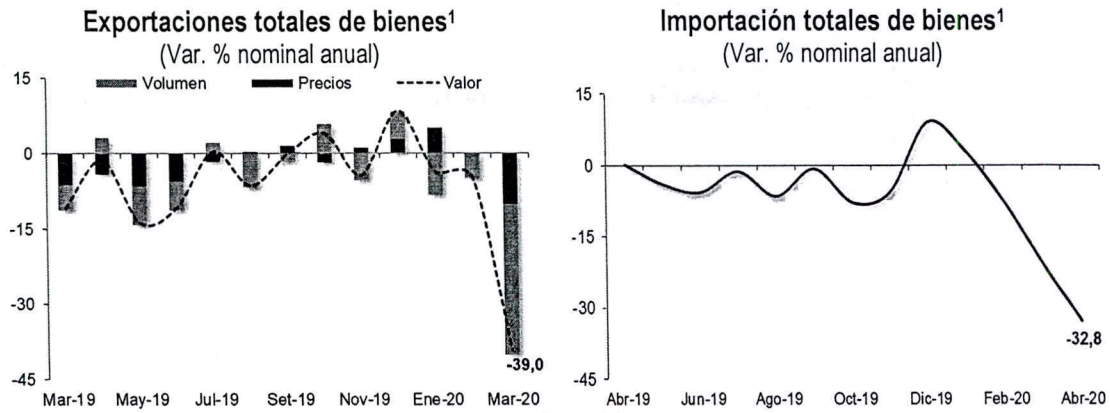 Exportaciones totales de bienes¹
(Var. % nominal anual)
15
Volumen
Precios
Valor
0
-15
-30
-45
-39,0
Mar-19
May-19
Jul-19
Set-19
Nov-19
Ene-20
Mar-20
Importación totales de bienes¹
(Var. % nominal anual)
15
0
-15
-30
-45
-32,8
Abr-19
Jun-19
Ago-19
Oct-19
Dic-19
Feb-20
Abr-20